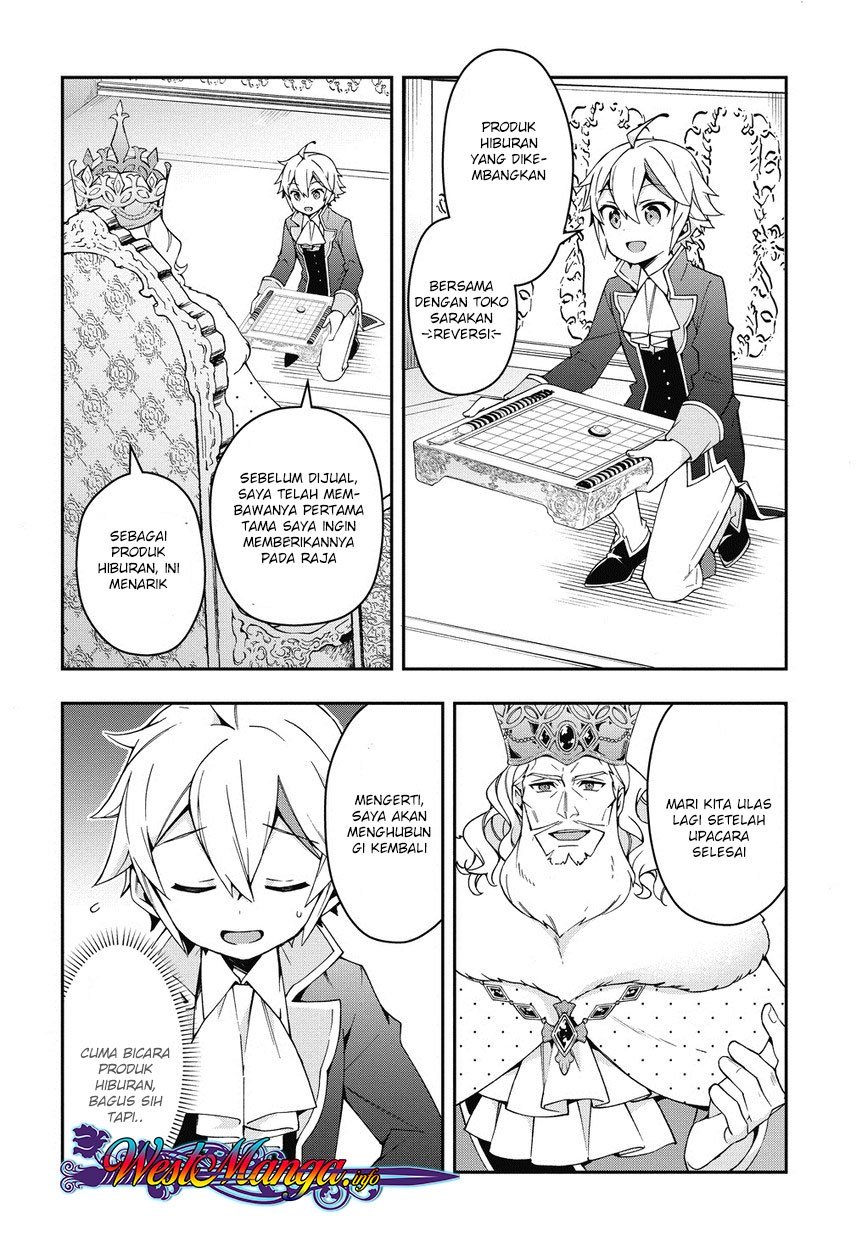 PRODUK
HIBURAN
YANG DIKE-
MBANGKAN
BERSAMA
DENGAN TOKO
SARAKAN
-:REVERSI:-
SEBELUM DIJUAL,
SAYA TELAH MEM-
BAWANYA PERTAMA
TAMA SAYA INGIN
MEMBERIKANNYA
PADA RAJA
SEBAGAI
PRODUK
HIBURAN, INI
MENARIK
MARI KITA ULAS
LAGI SETELAH
UPACARA
SELESAI
MENGERTI,
SAYA AKAN
MENGHUBUN
GI KEMBALI
CUMA BICARA
PRODUK
HIBURAN,
BAGUS SIH
TAPI..
WestManga.info